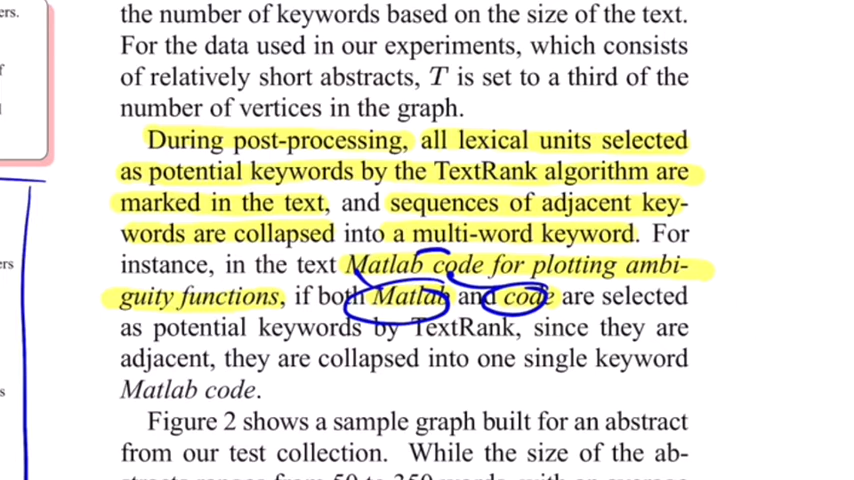 ers.
the number of keywords based on the size of the text.
For the data used in our experiments, which consists
of relatively short abstracts, T is set to a third of the
number of vertices in the graph.
During post-processing, all lexical units selected
as potential keywords by the TextRank algorithm are
marked in the text, and sequences of adjacent key-
words are collapsed into a multi-word keyword. For
instance, in the text Matlab code for plotting ambi-
guity functions, if both Matlab and code are selected
as potential keywords by TextRank, since they are
adjacent, they are collapsed into one single keyword
Matlab code.
Figure 2 shows a sample graph built for an abstract
from our test collection. While the size of the ab-